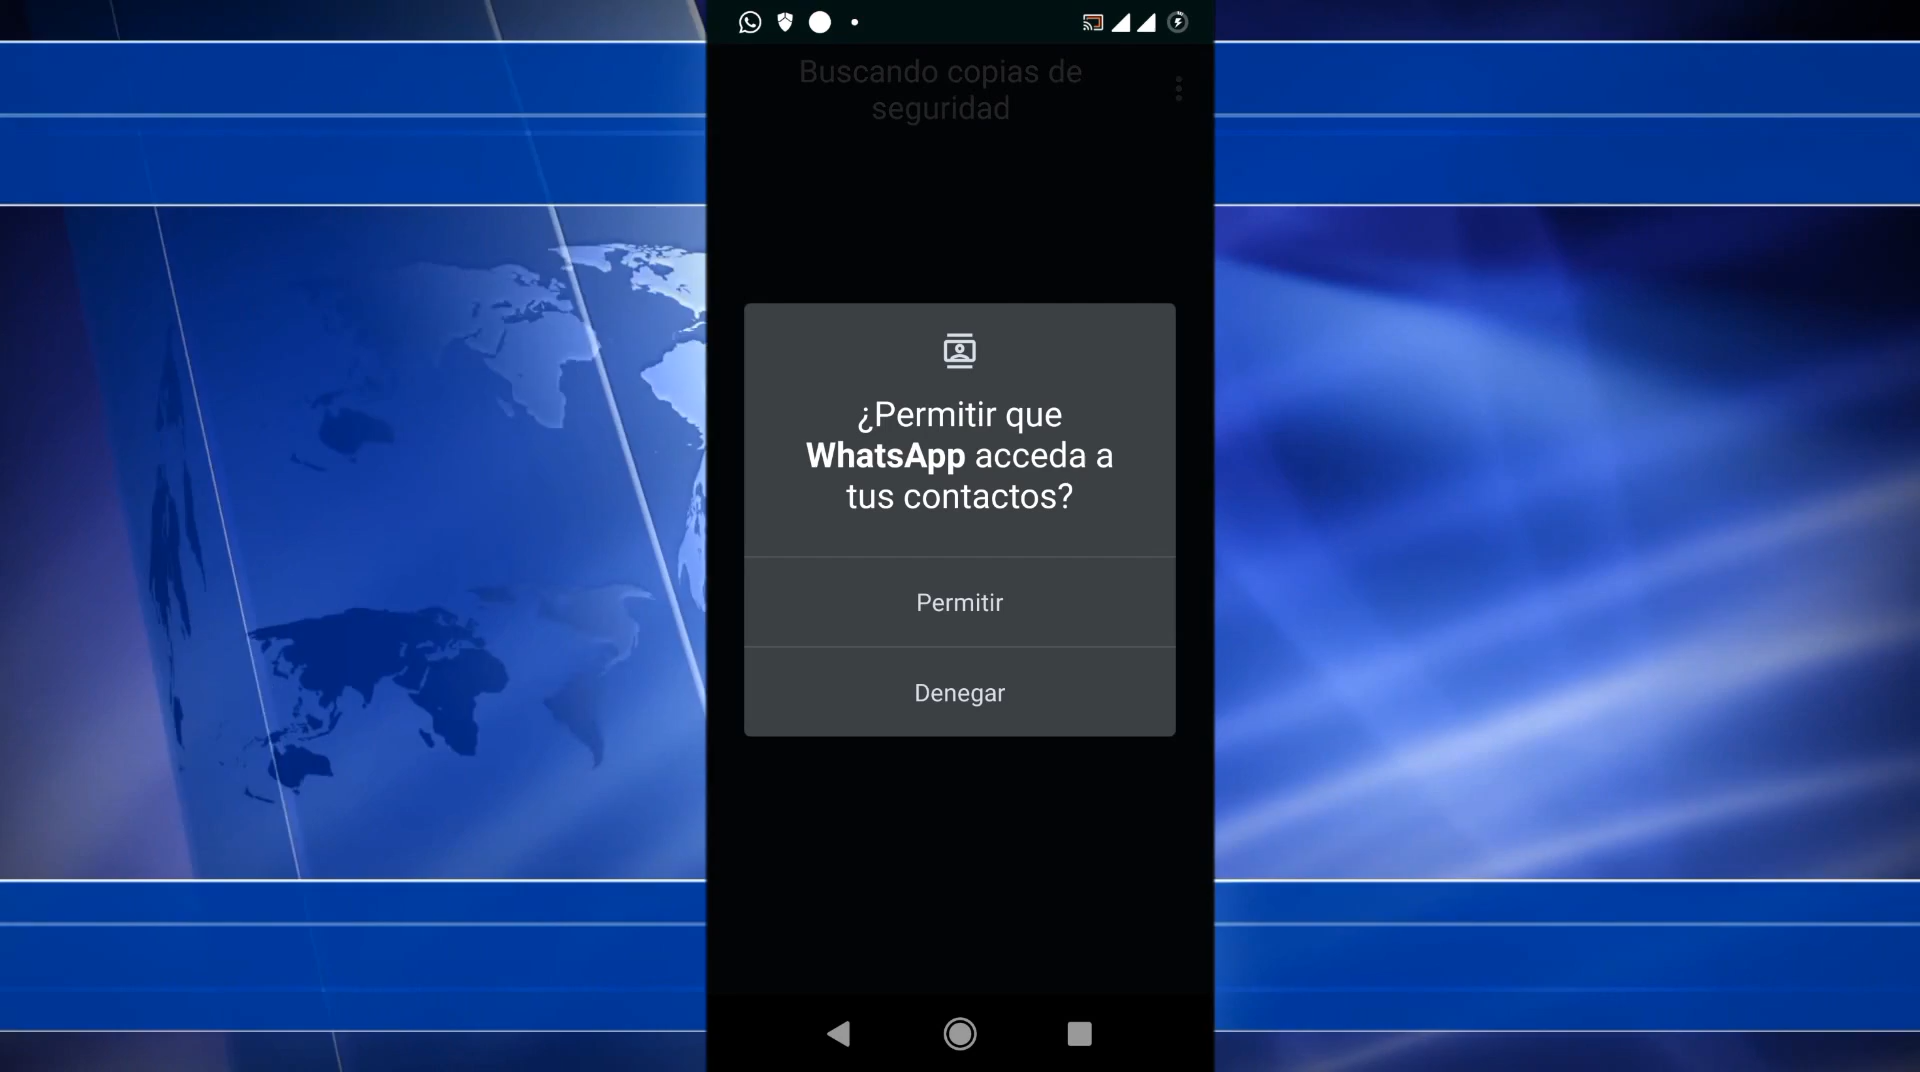 Buscando copias de
seguridad
¿Permitir que
WhatsApp acceda a
tus contactos?
Permitir
Denegar